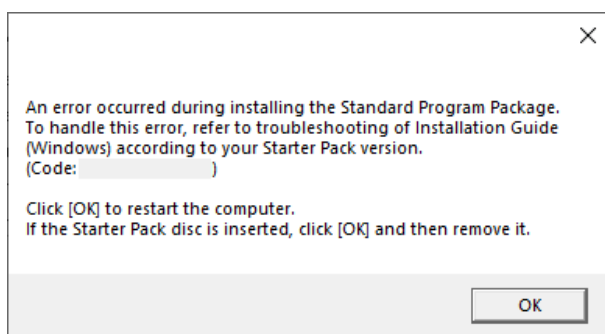 An error occurred during installing the Standard Program Package.
To handle this error, refer to troubleshooting of Installation Guide
(Windows) according to your Starter Pack version.
(Code: )
Click [OK] to restart the computer.
If the Starter Pack disc is inserted, click [OK] and then remove it.
OK